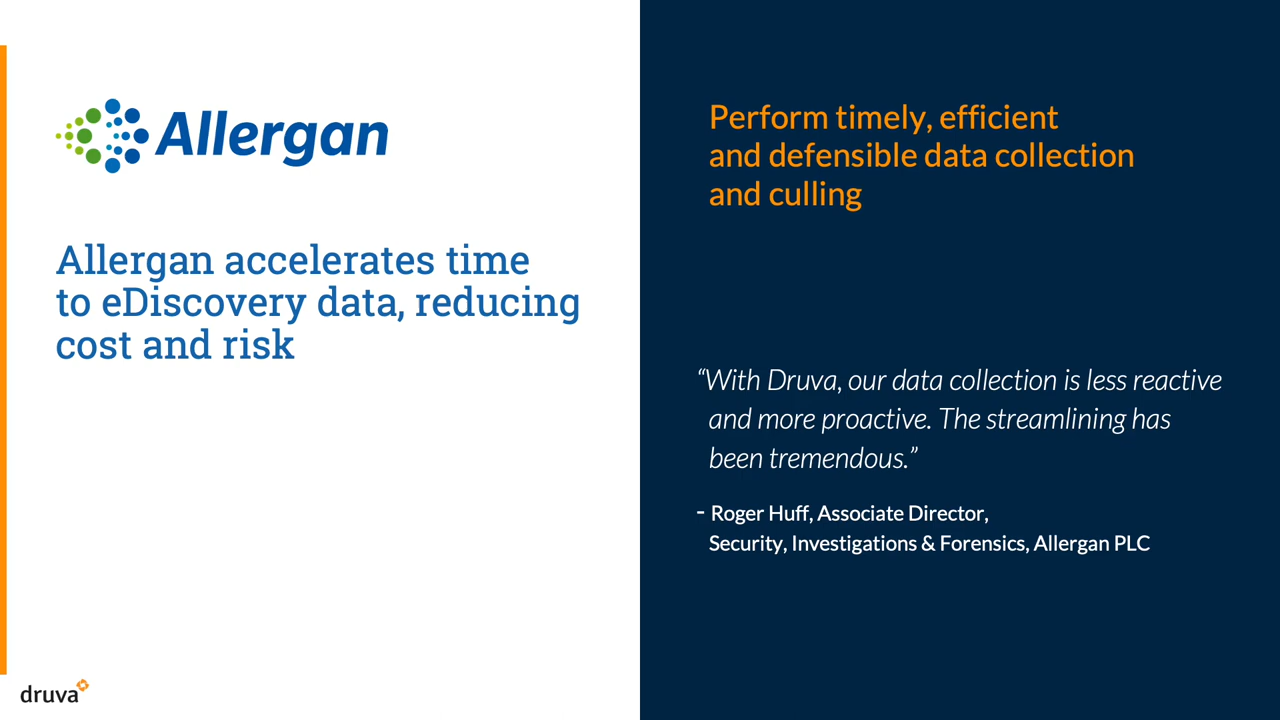 Allergan
Allergan accelerates time
to eDiscovery data, reducing
cost and risk
druva
Perform timely, efficient
and defensible data collection
and culling
“With Druva, our data collection is less reactive
and more proactive. The streamlining has
been tremendous.”
- Roger Huff, Associate Director,
Security, Investigations & Forensics, Allergan PLC